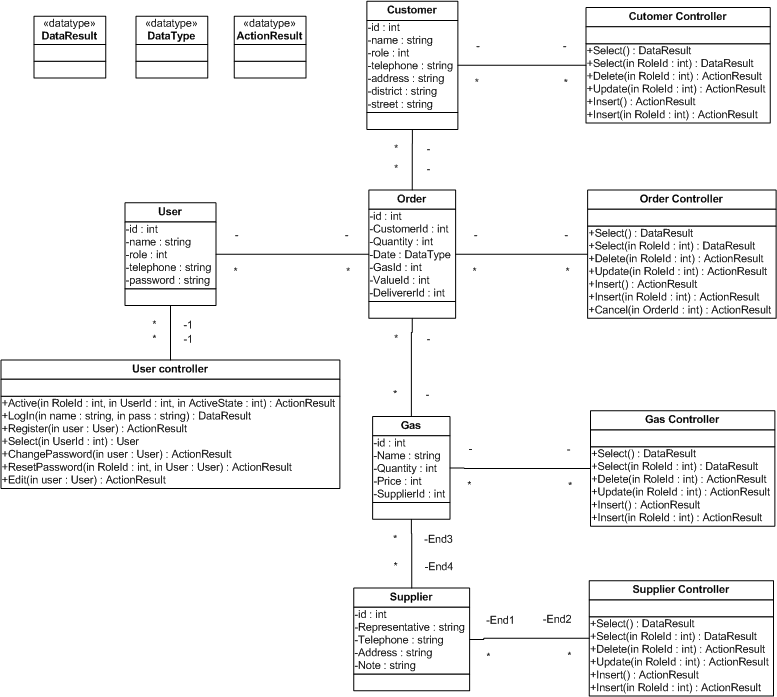 «datatype»
DataResult
«datatype»
DataType
«datatype»
ActionResult
Customer
-id : int
-name : string
-role : int
-telephone : string
-address : string
-district : string
-street : string
-
*
-
*
Cutomer Controller
+Select() : DataResult
+Select(in RoleId : int) : DataResult
+Delete(in RoleId : int) : ActionResult
+Update(in RoleId : int) : ActionResult
+Insert() : ActionResult
+Insert(in RoleId : int) : ActionResult
* -
* -
User
-id : int
-name : string
-role : int
-telephone : string
-password : string
-
*
-
*
Order
-id : int
-CustomerId : int
-Quantity : int
-Date : DataType
-GasId : int
-ValueId : int
-DelivererId : int
-
*
-
*
Order Controller
+Select() : DataResult
+Select(in RoleId : int) : DataResult
+Delete(in RoleId : int) : ActionResult
+Update(in RoleId : int) : ActionResult
+Insert() : ActionResult
+Insert(in RoleId : int) : ActionResult
+Cancel(in OrderId : int) : ActionResult
* -1
* -1
User controller
+Active(in RoleId : int, in UserId : int, in ActiveState : int) : ActionResult
+LogIn(in name : string, in pass : string) : DataResult
+Register(in user : User) : ActionResult
+Select(in UserId : int) : User
+ChangePassword(in user : User) : ActionResult
+ResetPassword(in RoleId : int, in User : User) : ActionResult
+Edit(in user : User) : ActionResult
* -
* -
Gas
-id : int
-Name : string
-Quantity : int
-Price : int
-SupplierId : int
-
*
-
*
Gas Controller
+Select() : DataResult
+Select(in RoleId : int) : DataResult
+Delete(in RoleId : int) : ActionResult
+Update(in RoleId : int) : ActionResult
+Insert() : ActionResult
+Insert(in RoleId : int) : ActionResult
* -End3
* -End4
Supplier
-id : int
-Representative : string
-Telephone : string
-Address : string
-Note : string
-End1
*
-End2
*
Supplier Controller
+Select() : DataResult
+Select(in RoleId : int) : DataResult
+Delete(in RoleId : int) : ActionResult
+Update(in RoleId : int) : ActionResult
+Insert() : ActionResult
+Insert(in RoleId : int) : ActionResult